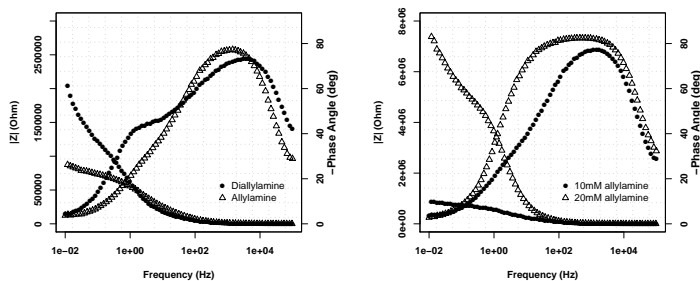 |Z| (Ohm)
2500000
1500000
500000
0
80
60
40
20
0
−Phase Angle (deg)
Diallylamine
Allylamine
1e−02
1e+00
1e+02
1e+04
Frequency (Hz)
|Z| (Ohm)
8e+06
6e+06
4e+06
2e+06
0e+00
80
60
40
20
0
−Phase Angle (deg)
10mM allylamine
20mM allylamine
1e−02
1e+00
1e+02
1e+04
Frequency (Hz)